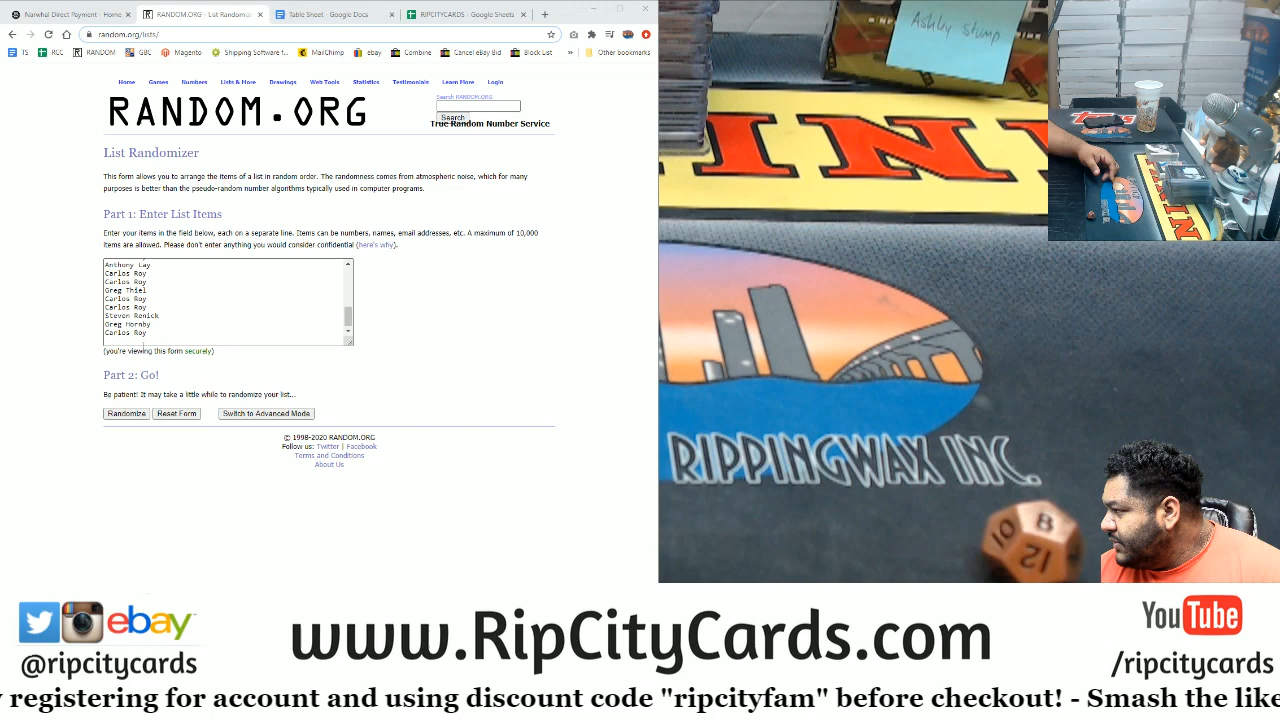 Narwhal Direct Payment - Home
RANDOM.ORG - List Randomizer
Table Sheet - Google Docs
RIPCITYCARDS - Google Sheets
random.org/lists/
TS
RCC
RANDOM
GBC
Magento
Shipping Software f...
MailChimp
ebay
Combine
Cancel eBay Bid
Block List
Other bookmarks
Home Games Numbers Lists & More Drawings Web Tools Statistics Testimonials Learn More Login
RANDOM.ORG
Search RANDOM.ORG
Search
True Random Number Service
List Randomizer
This form allows you to arrange the items of a list in random order. The randomness comes from atmospheric noise, which for many
purposes is better than the pseudo-random number algorithms typically used in computer programs.
Part 1: Enter List Items
Enter your items in the field below, each on a separate line. Items can be numbers, names, email addresses, etc. A maximum of 10,000
items are allowed. Please don't enter anything you would consider confidential (here's why).
Anthony Lay
Carlos Roy
Carlos Roy
Greg Thiel
Carlos Roy
Carlos Roy
Steven Renick
Greg Hornby
Carlos Roy
(you're viewing this form securely)
Part 2: Go!
Be patient! It may take a little while to randomize your list...
Randomize Reset Form Switch to Advanced Mode
© 1998-2020 RANDOM.ORG
Follow us: Twitter | Facebook
Terms and Conditions
About Us
Ashby stump
RIPPINGWAX INC.
10
8
12
ebay
@ripcitycards
www.RipCityCards.com
YouTube
/ripcitycards
registering for account and using discount code "ripcityfam" before checkout! - Smash the like